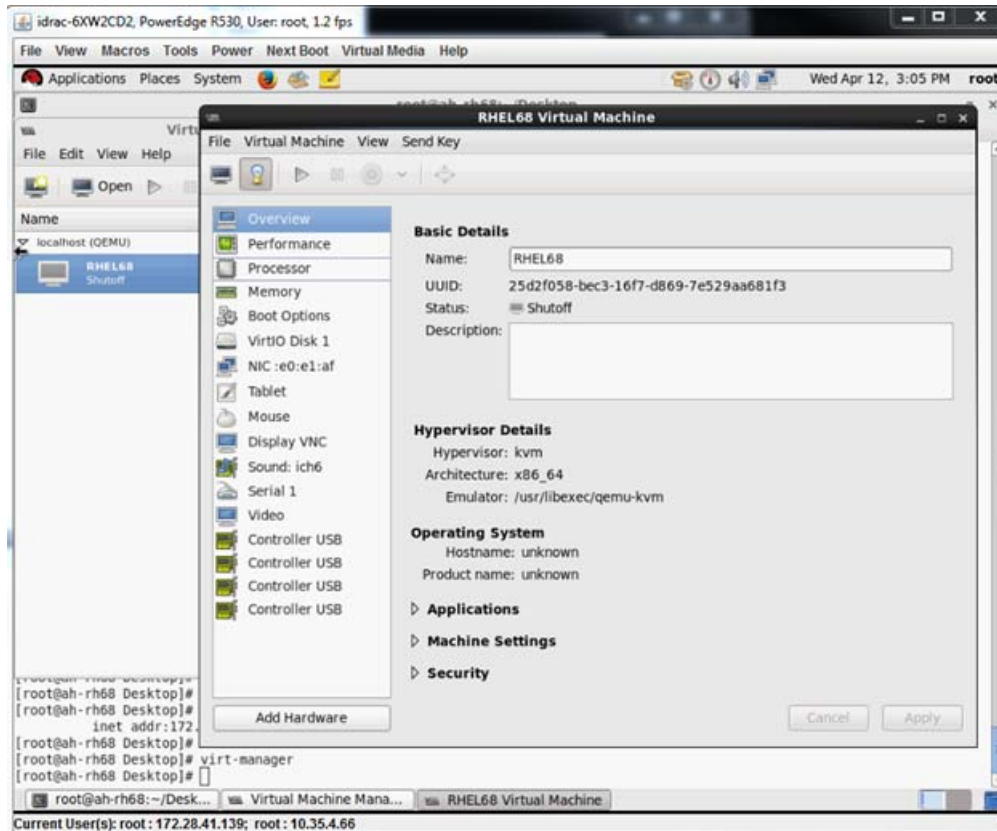 idrac-6XW2CD2, PowerEdge R530, User: root, 1.2 fps
File View Macros Tools Power Next Boot Virtual Media Help
Applications Places System Wed Apr 12, 3:05 PM root
root@ah-rh68:~/Desktop
Virtu
File Edit View Help
Open
Name
localhost (QEMU)
RHEL68
Shutoff
RHEL68 Virtual Machine
File Virtual Machine View Send Key
Overview
Performance
Processor
Memory
Boot Options
VirtIO Disk 1
NIC :e0:e1:af
Tablet
Mouse
Display VNC
Sound: ich6
Serial 1
Video
Controller USB
Controller USB
Controller USB
Controller USB
Add Hardware
Basic Details
Name: RHEL68
UUID: 25d2f058-bec3-16f7-d869-7e529aa681f3
Status: Shutoff
Description:
Hypervisor Details
Hypervisor: kvm
Architecture: x86_64
Emulator: /usr/libexec/qemu-kvm
Operating System
Hostname: unknown
Product name: unknown
Applications
Machine Settings
Security
Cancel Apply
[root@ah-rh68 Desktop]#
[root@ah-rh68 Desktop]#
inet addr:172.
[root@ah-rh68 Desktop]#
[root@ah-rh68 Desktop]# virt-manager
[root@ah-rh68 Desktop]#
root@ah-rh68:~/Desk... Virtual Machine Mana... RHEL68 Virtual Machine
Current User(s): root : 172.28.41.139; root : 10.35.4.66